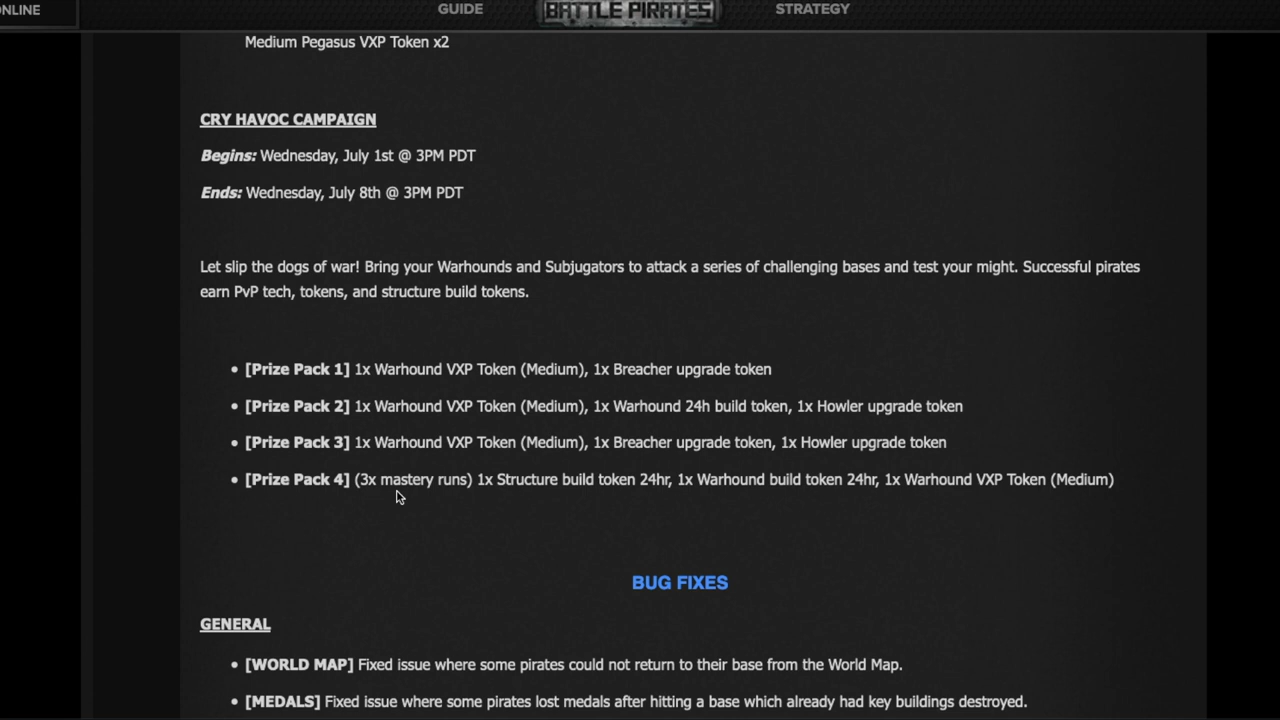 ONLINE
GUIDE
BATTLE PIRATES
STRATEGY
Medium Pegasus VXP Token x2
CRY HAVOC CAMPAIGN
Begins: Wednesday, July 1st @ 3PM PDT
Ends: Wednesday, July 8th @ 3PM PDT
Let slip the dogs of war! Bring your Warhounds and Subjugators to attack a series of challenging bases and test your might. Successful pirates
earn PvP tech, tokens, and structure build tokens.
• [Prize Pack 1] 1x Warhound VXP Token (Medium), 1x Breacher upgrade token
• [Prize Pack 2] 1x Warhound VXP Token (Medium), 1x Warhound 24h build token, 1x Howler upgrade token
• [Prize Pack 3] 1x Warhound VXP Token (Medium), 1x Breacher upgrade token, 1x Howler upgrade token
• [Prize Pack 4] (3x mastery runs) 1x Structure build token 24hr, 1x Warhound build token 24hr, 1x Warhound VXP Token (Medium)
BUG FIXES
GENERAL
• [WORLD MAP] Fixed issue where some pirates could not return to their base from the World Map.
• [MEDALS] Fixed issue where some pirates lost medals after hitting a base which already had key buildings destroyed.